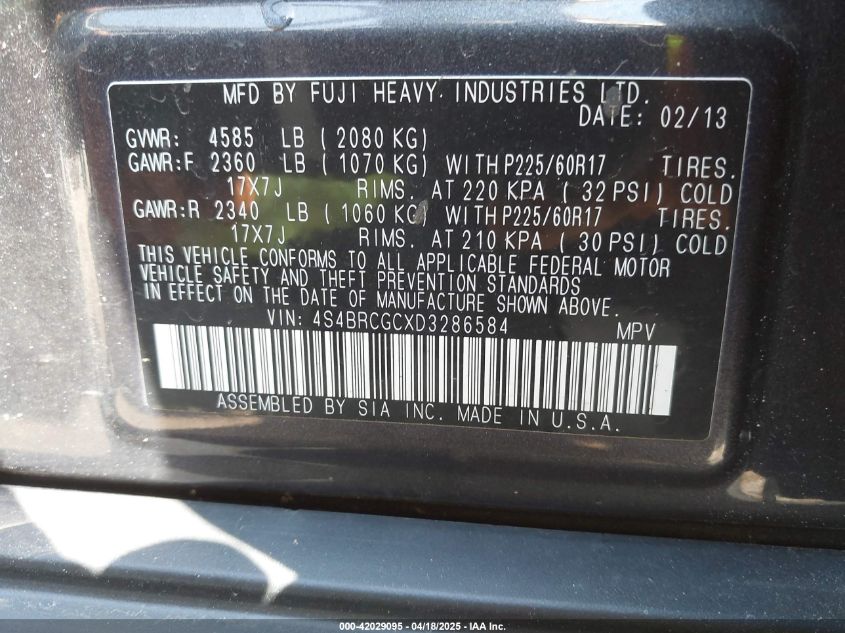 MFD BY FUJI HEAVY INDUSTRIES LTD.
DATE: 02/13
GVWR: 4585 LB ( 2080 KG)
GAWR:F 2360 LB ( 1070 KG) WITH P225/60R17 TIRES.
17X7J RIMS. AT 220 KPA ( 32 PSI) COLD
GAWR:R 2340 LB ( 1060 KG) WITH P225/60R17 TIRES.
17X7J RIMS. AT 210 KPA ( 30 PSI) COLD
THIS VEHICLE CONFORMS TO ALL APPLICABLE FEDERAL MOTOR
VEHICLE SAFETY AND THEFT PREVENTION STANDARDS
IN EFFECT ON THE DATE OF MANUFACTURE SHOWN ABOVE.
VIN: 4S4BRCGCXD3286584 MPV
ASSEMBLED BY SIA INC. MADE IN U.S.A.
000-42029095 - 04/18/2025 - IAA Inc.